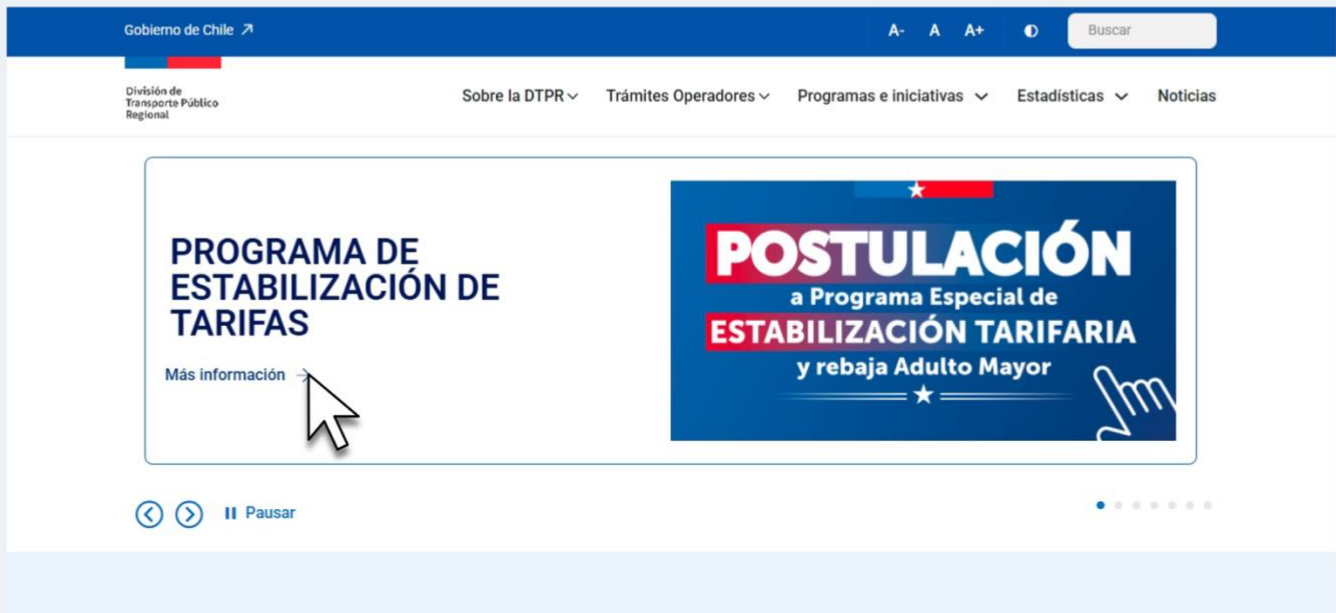 Gobierno de Chile
A- A A+
Buscar
División de
Transporte Público
Regional
Sobre la DTPR
Trámites Operadores
Programas e iniciativas
Estadísticas
Noticias
PROGRAMA DE
ESTABILIZACIÓN DE
TARIFAS
Más información
POSTULACIÓN
a Programa Especial de
ESTABILIZACIÓN TARIFARIA
y rebaja Adulto Mayor
Pausar